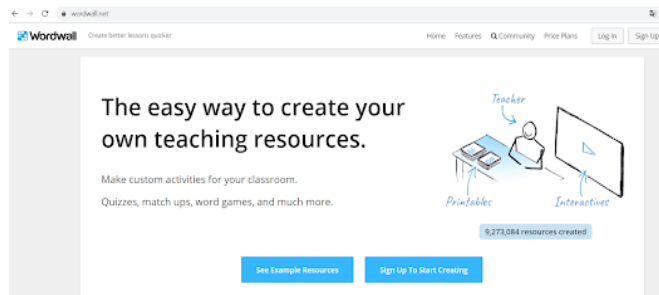 wordwall.net
Wordwall Create better lessons quicker Home Features Community Price Plans Log In Sign Up
The easy way to create your
own teaching resources.
Make custom activities for your classroom.
Quizzes, match ups, word games, and much more.
Teacher
Printables Interactives
9,273,084 resources created
See Example Resources Sign Up To Start Creating